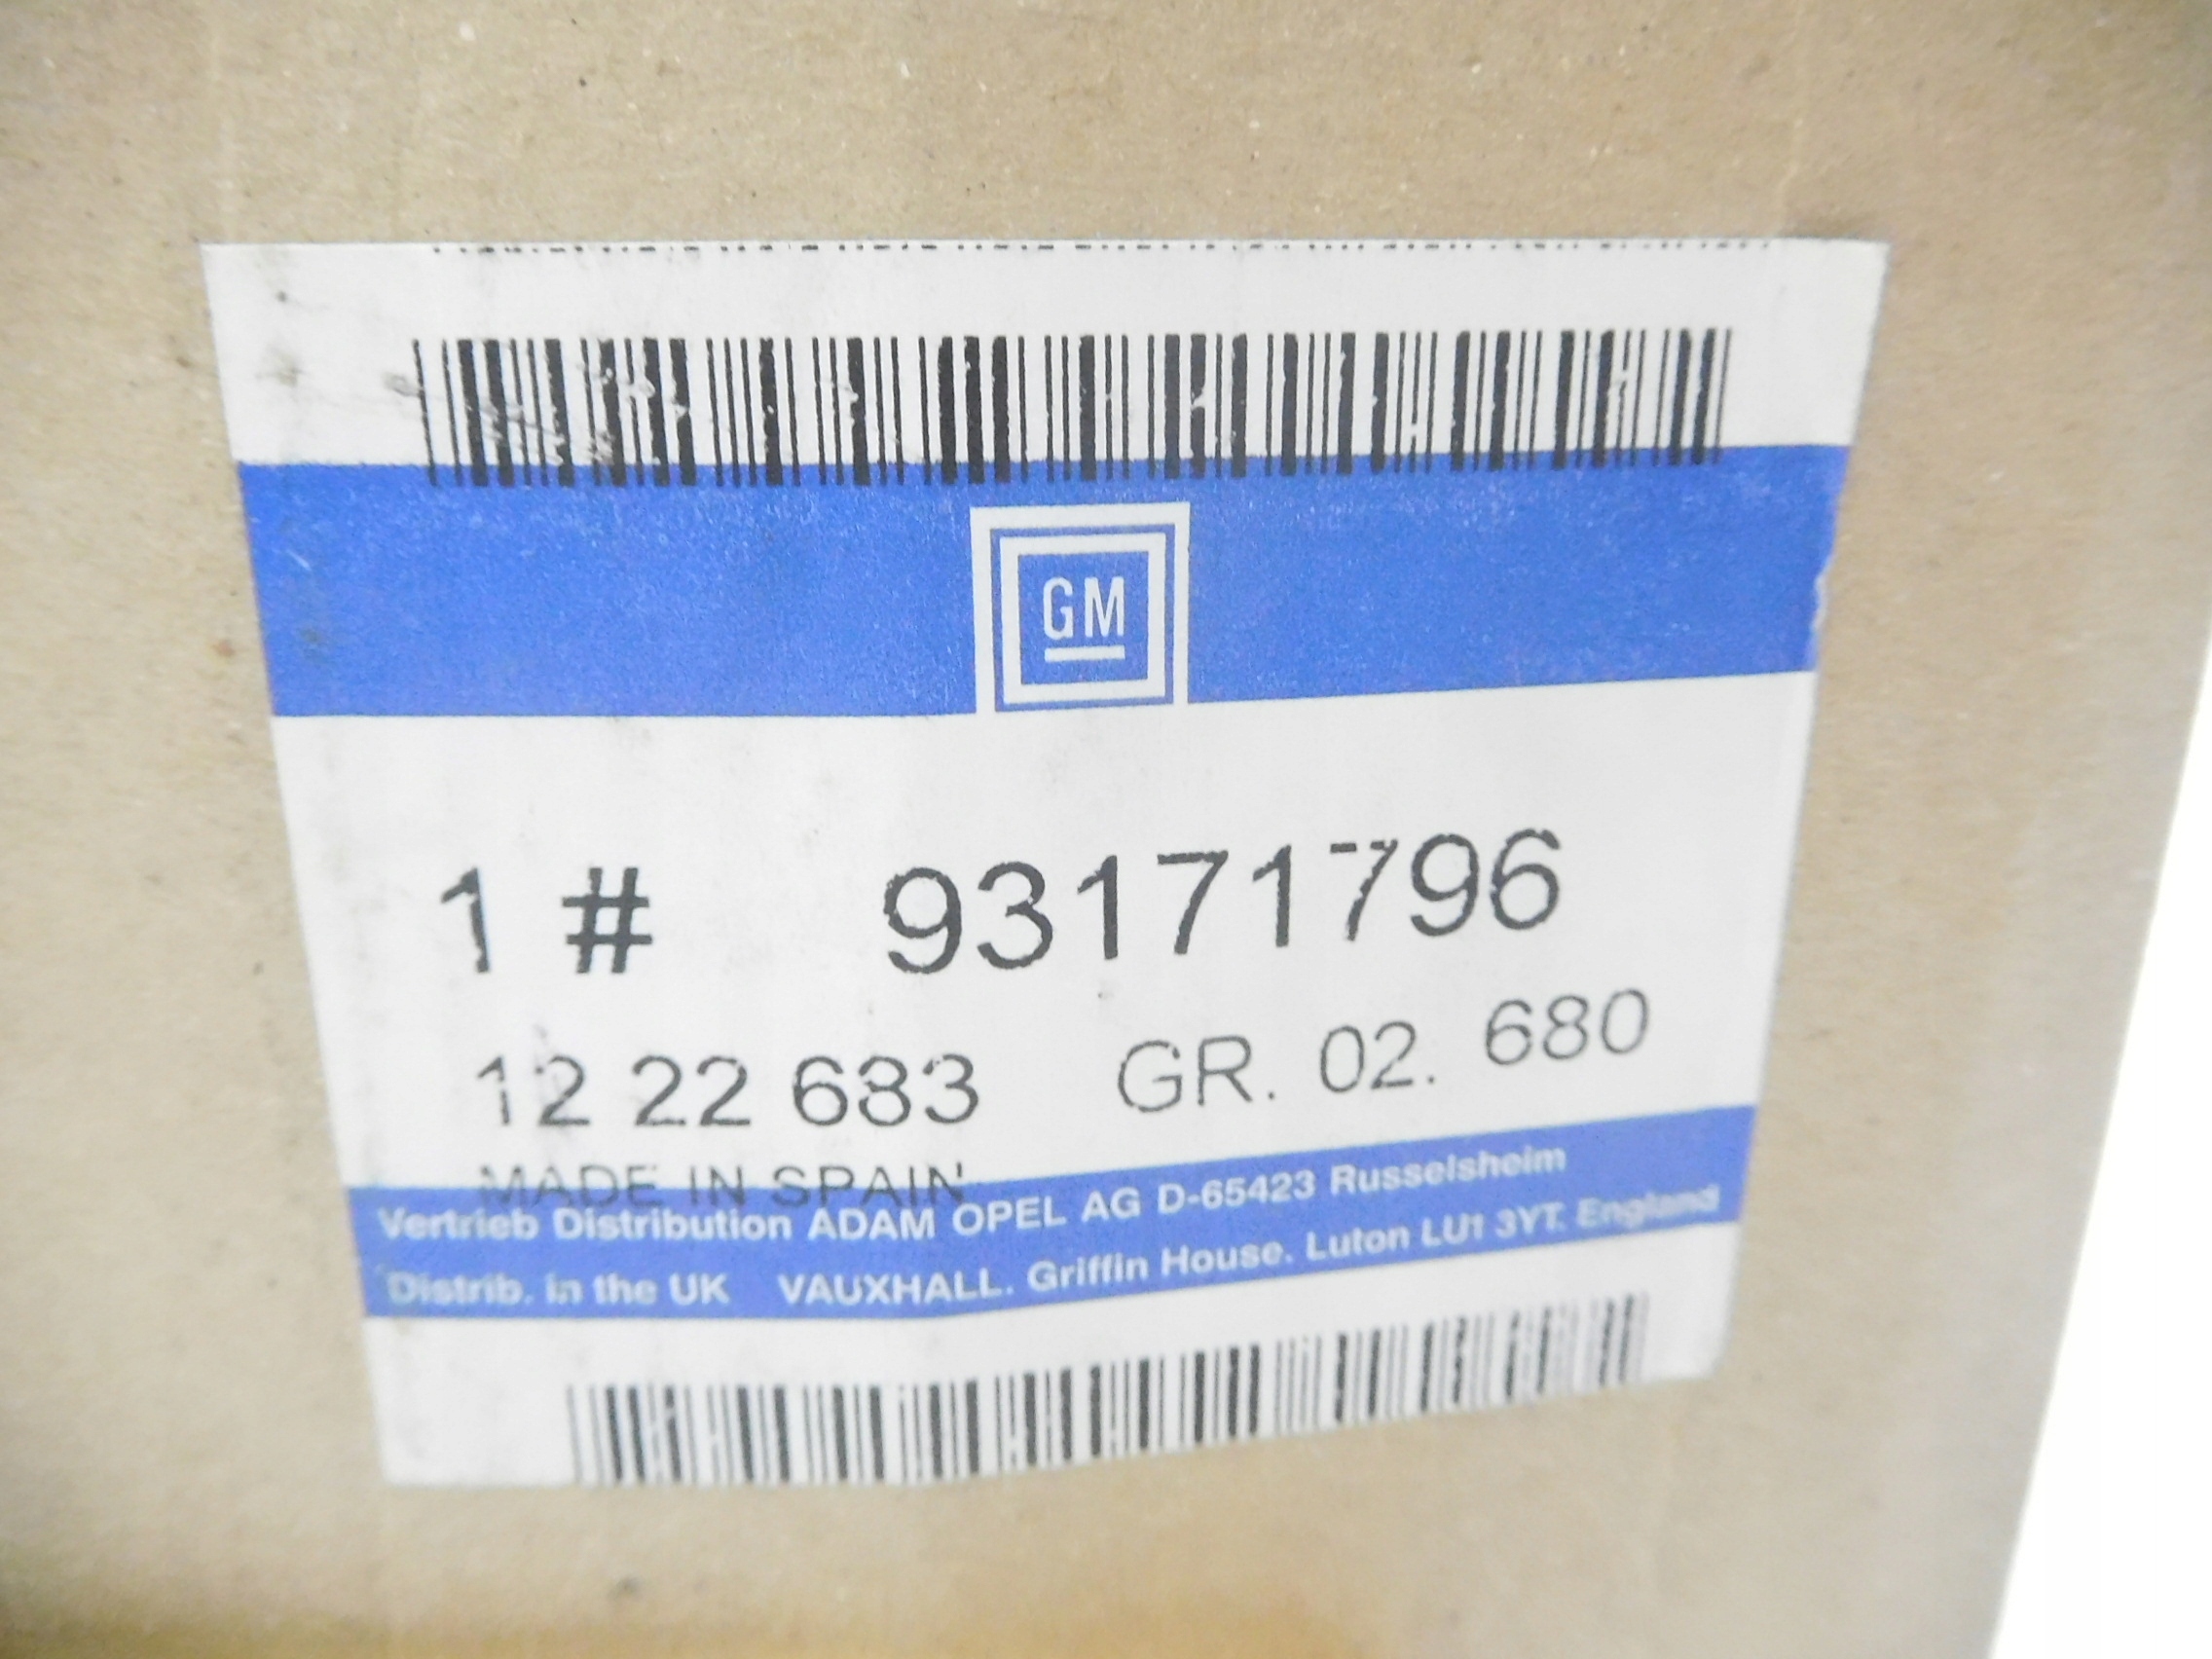 GM
1 # 93171796
12 22 683 GR. 02. 680
MADE IN SPAIN
Vertrieb Distribution ADAM OPEL AG D-65423 Russelsheim
Distrib. in the UK VAUXHALL. Griffin House. Luton LU1 3YT. England